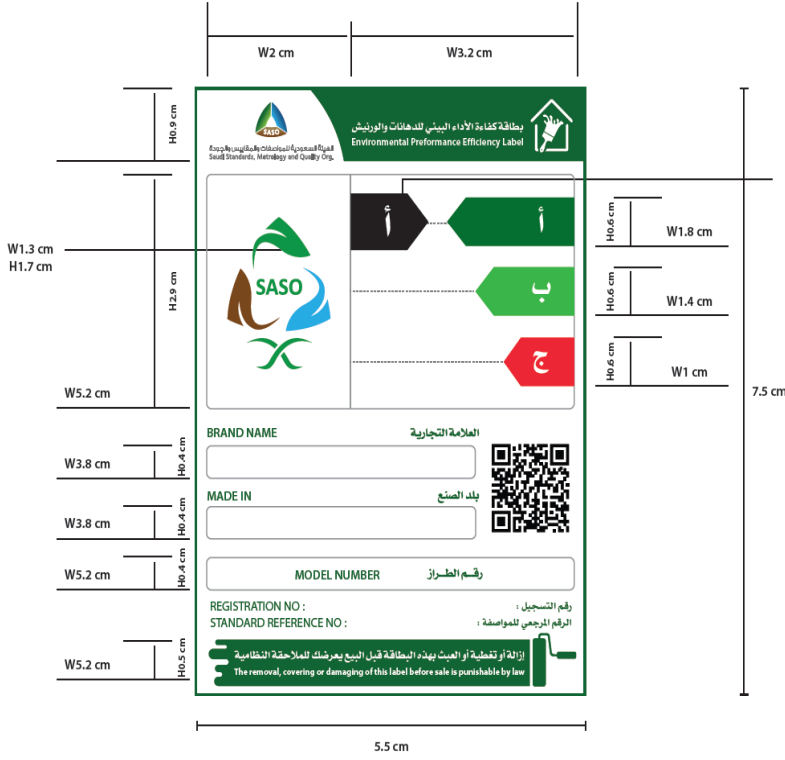 W2 cm
W3.2 cm
H0.9 cm
SASO
الهيئة السعودية للمواصفات والمقاييس والجودة
Saudi Standards, Metrology and Quality Org.
بطاقة كفاءة الأداء البيئي للدهانات والورنيش
Environmental Preformance Efficiency Label
W1.3 cm
H1.7 cm
H2.9 cm
W5.2 cm
SASO
أ
أ
ب
ج
H0.6 cm
W1.8 cm
H0.6 cm
W1.4 cm
H0.6 cm
W1 cm
7.5 cm
BRAND NAME
العلامة التجارية
W3.8 cm
H0.4 cm
MADE IN
بلد الصنع
W3.8 cm
H0.4 cm
W5.2 cm
H0.4 cm
MODEL NUMBER
رقـم الطـراز
REGISTRATION NO :
رقم التسجيل :
STANDARD REFERENCE NO :
الرقم المرجعي للمواصفة :
W5.2 cm
H0.5 cm
إزالة أو تغطية أو العبث بهذه البطاقة قبل البيع يعرضك للملاحقة النظامية
The removal, covering or damaging of this label before sale is punishable by law
5.5 cm